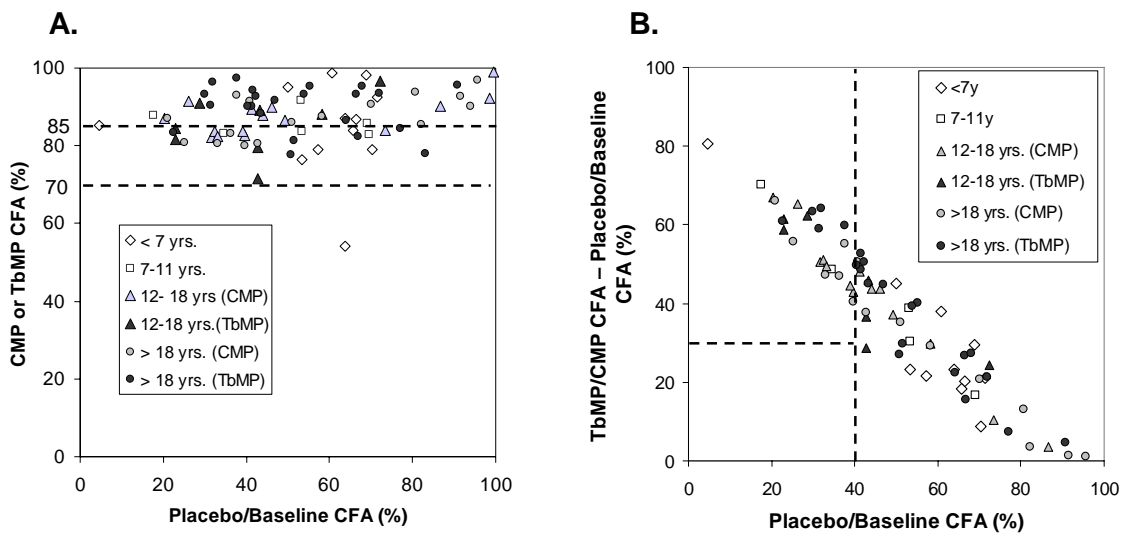 A.
100
85
80
70
60
40
20
0
0 20 40 60 80 100
CMP or TbMP CFA (%)
Placebo/Baseline CFA (%)
< 7 yrs.
7-11 yrs.
12- 18 yrs (CMP)
12-18 yrs.(TbMP)
> 18 yrs. (CMP)
> 18 yrs. (TbMP)
B.
100
80
60
40
20
0
0 20 40 60 80 100
TbMP/CMP CFA – Placebo/Baseline
CFA (%)
Placebo/Baseline CFA (%)
<7y
7-11y
12-18 yrs. (CMP)
12-18 yrs. (TbMP)
>18 yrs. (CMP)
>18 yrs. (TbMP)